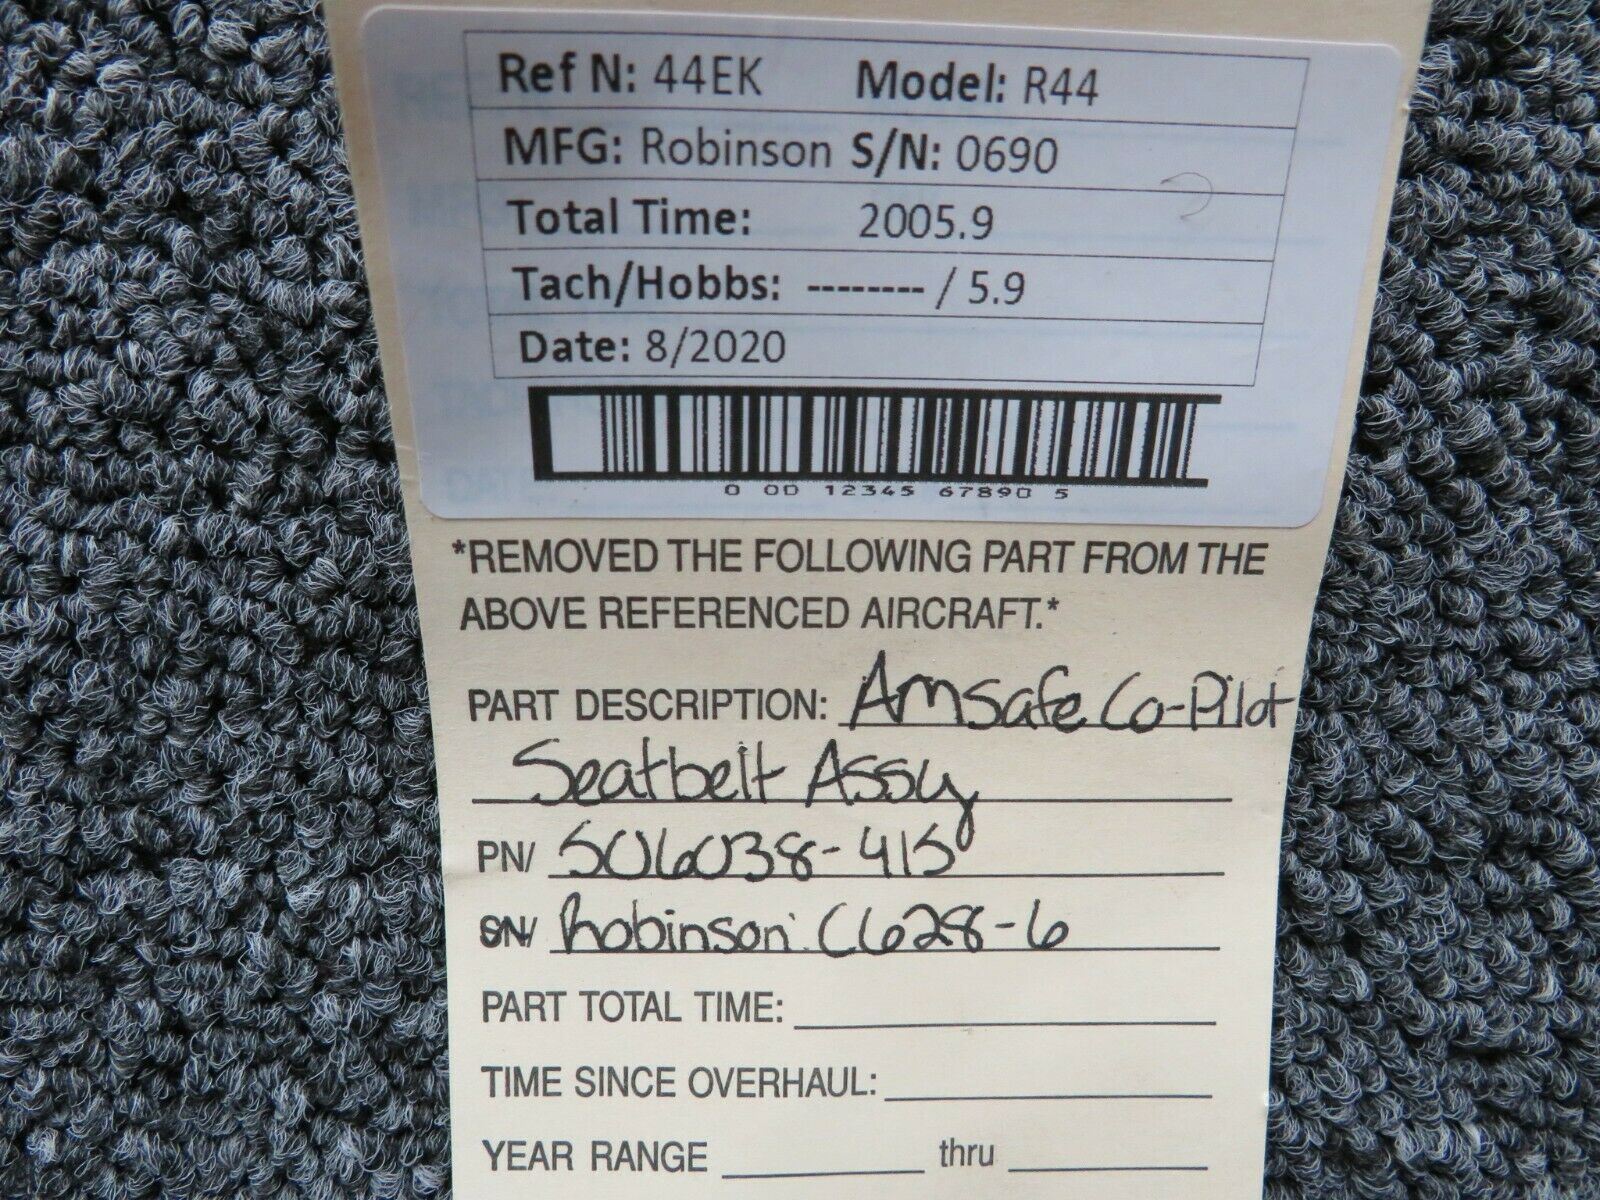 Ref N: 44EK Model: R44
MFG: Robinson S/N: 0690
Total Time: 2005.9
Tach/Hobbs: -------- / 5.9
Date: 8/2020
0 00 12345 67890 5
*REMOVED THE FOLLOWING PART FROM THE
ABOVE REFERENCED AIRCRAFT.*
PART DESCRIPTION: Amsafe Co-Pilot
Seatbelt Assy
PN/ 506038-415
SN/ Robinson: C628-6
PART TOTAL TIME:
TIME SINCE OVERHAUL:
YEAR RANGE thru